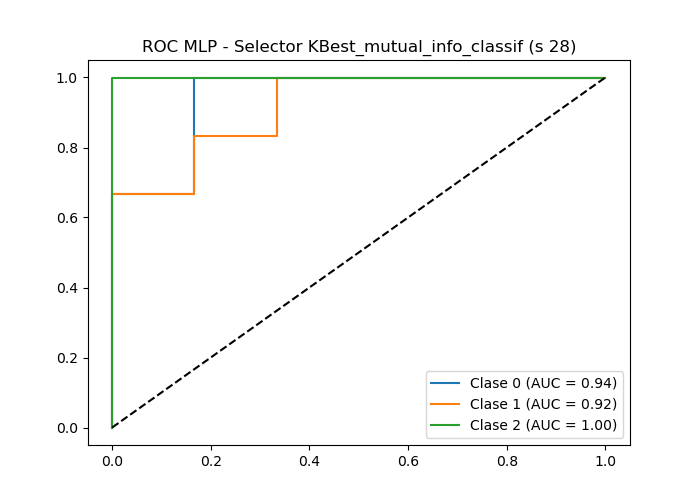 ROC MLP - Selector KBest_mutual_info_classif (s 28)
1.0
0.8
0.6
0.4
0.2
0.0
Clase 0 (AUC = 0.94)
Clase 1 (AUC = 0.92)
Clase 2 (AUC = 1.00)
0.0 0.2 0.4 0.6 0.8 1.0